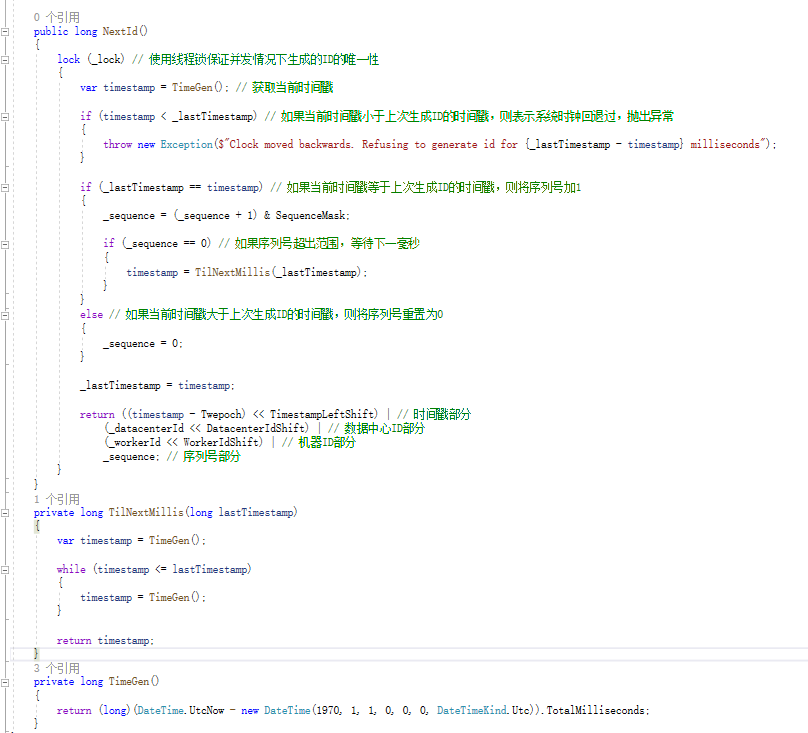 0 个引用
public long NextId()
{
lock (_lock) // 使用线程锁保证并发情况下生成的ID的唯一性
{
var timestamp = TimeGen(); // 获取当前时间戳
if (timestamp < _lastTimestamp) // 如果当前时间戳小于上次生成ID的时间戳，则表示系统时钟回退过，抛出异常
{
throw new Exception($"Clock moved backwards. Refusing to generate id for {_lastTimestamp - timestamp} milliseconds");
}
if (_lastTimestamp == timestamp) // 如果当前时间戳等于上次生成ID的时间戳，则将序列号加1
{
_sequence = (_sequence + 1) & SequenceMask;
if (_sequence == 0) // 如果序列号超出范围，等待下一毫秒
{
timestamp = TilNextMillis(_lastTimestamp);
}
}
else // 如果当前时间戳大于上次生成ID的时间戳，则将序列号重置为0
{
_sequence = 0;
}
_lastTimestamp = timestamp;
return ((timestamp - Twepoch) << TimestampLeftShift) | // 时间戳部分
(_datacenterId << DatacenterIdShift) | // 数据中心ID部分
(_workerId << WorkerIdShift) | // 机器ID部分
_sequence; // 序列号部分
}
}
1 个引用
private long TilNextMillis(long lastTimestamp)
{
var timestamp = TimeGen();
while (timestamp <= lastTimestamp)
{
timestamp = TimeGen();
}
return timestamp;
}
3 个引用
private long TimeGen()
{
return (long)(DateTime.UtcNow - new DateTime(1970, 1, 1, 0, 0, 0, DateTimeKind.Utc)).TotalMilliseconds;
}